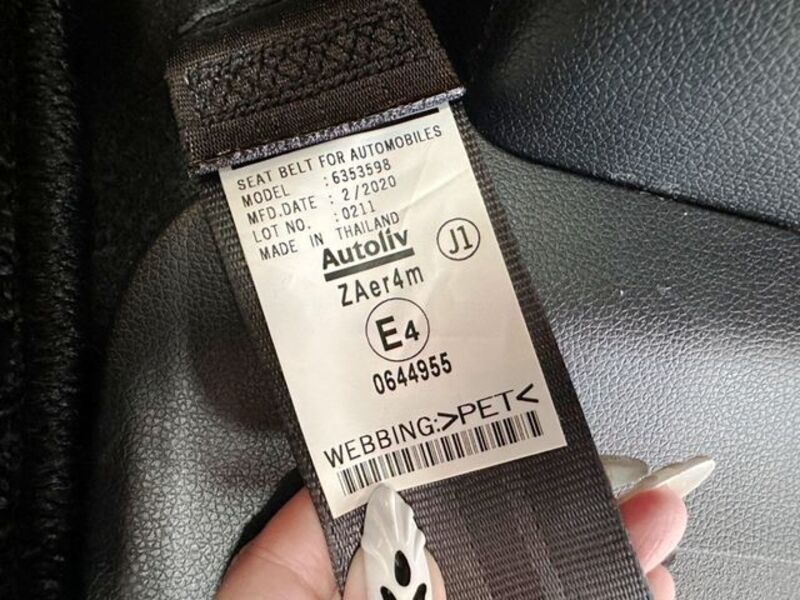 SEAT BELT FOR AUTOMOBILES
MODEL :6353598
MFD.DATE : 2/2020
LOT NO. :0211
MADE IN THAILAND
Autoliv J1
ZAer4m
E4
0644955
WEBBING:>PET<